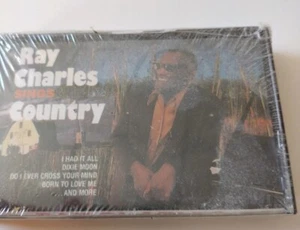 Ray
Charles
SINGS
Country
I HAD IT ALL
DIXIE MOON
DO I EVER CROSS YOUR MIND
BORN TO LOVE ME
AND MORE